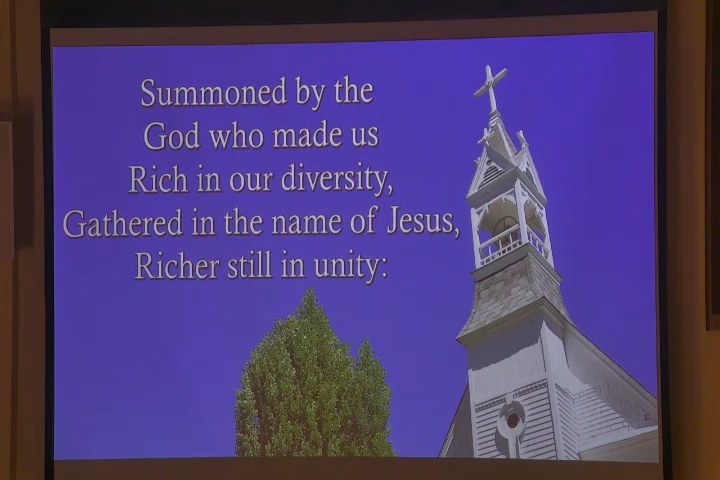 Summoned by the
God who made us
Rich in our diversity,
Gathered in the name of Jesus,
Richer still in unity: